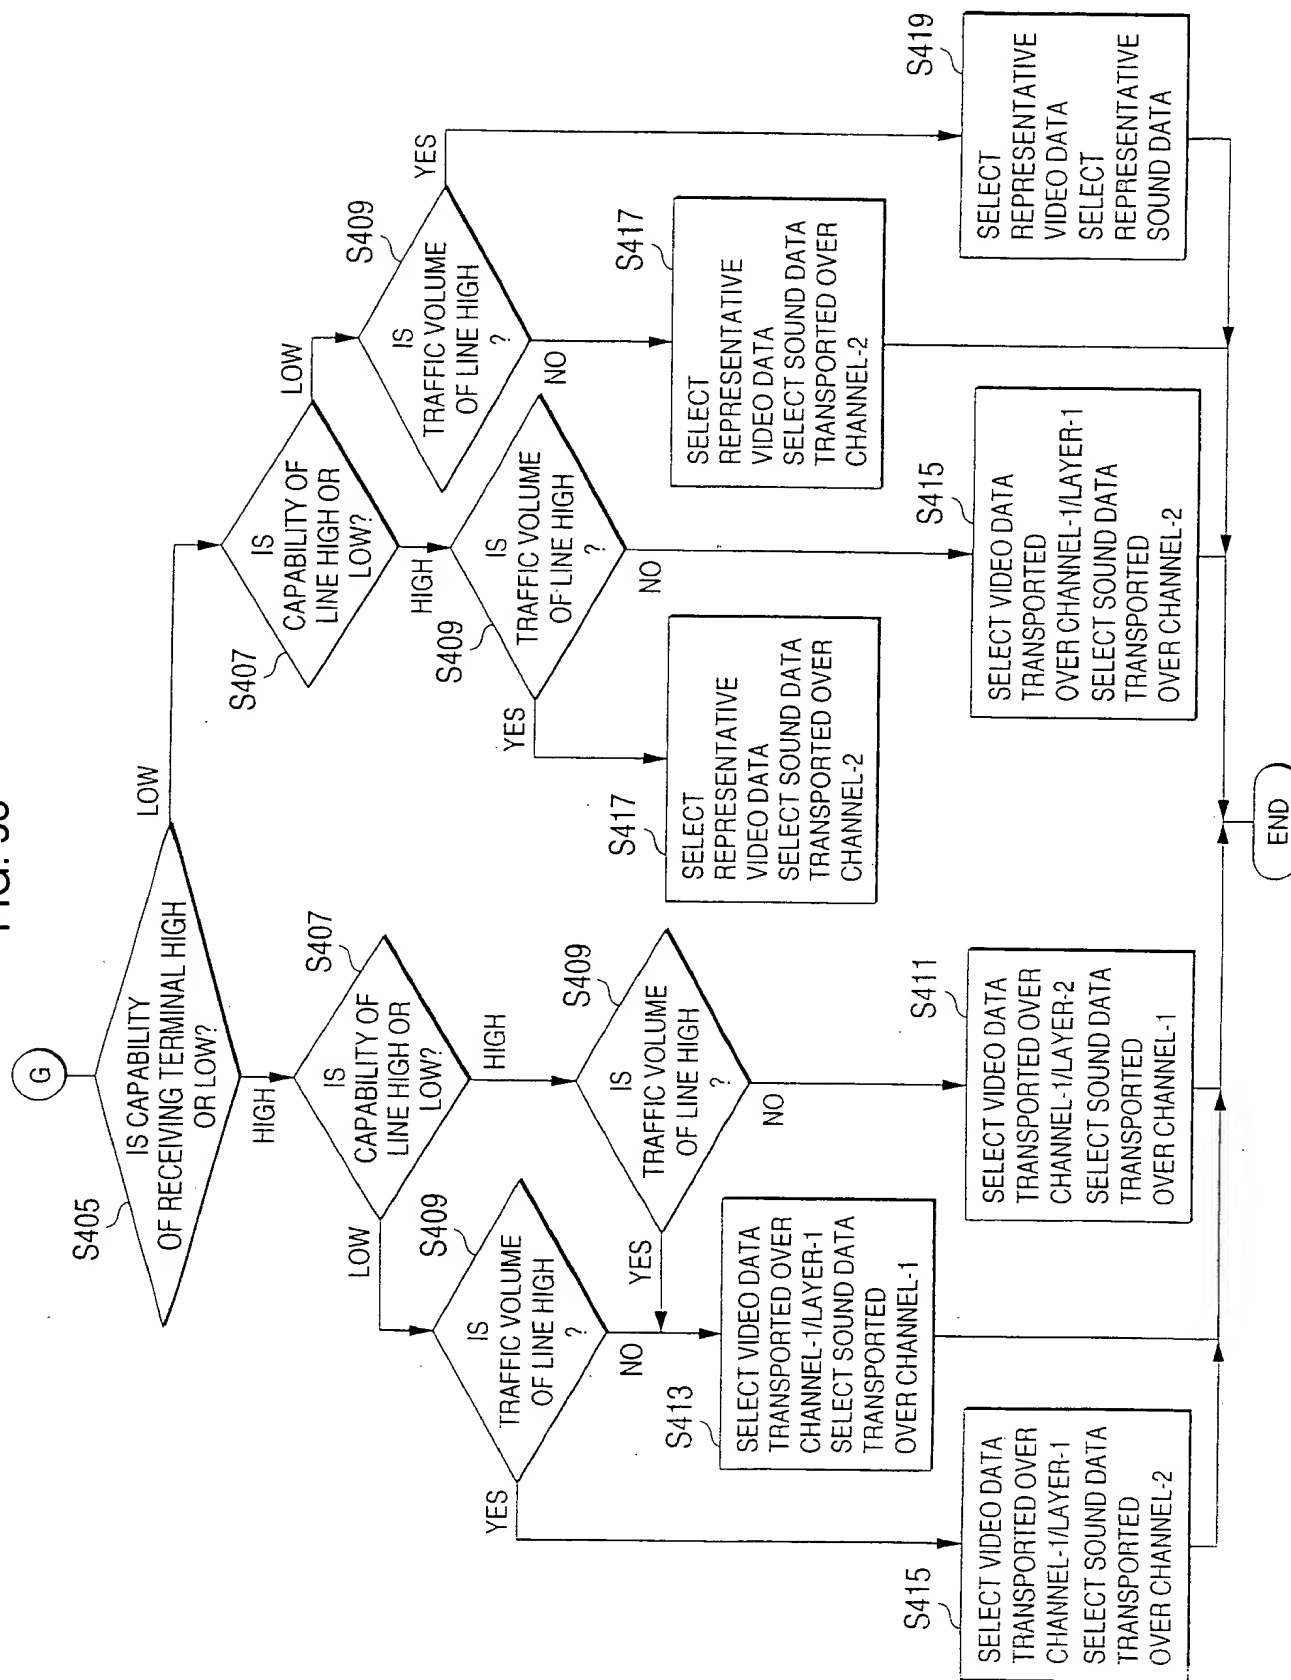 G
S405
IS CAPABILITY
OF RECEIVING TERMINAL HIGH
OR LOW?
HIGH
LOW
S407
IS
CAPABILITY OF
LINE HIGH OR
LOW?
LOW
HIGH
S407
IS
CAPABILITY OF
LINE HIGH OR
LOW?
HIGH
LOW
S409
IS
TRAFFIC VOLUME
OF LINE HIGH
?
YES
NO
S409
IS
TRAFFIC VOLUME
OF LINE HIGH
?
YES
NO
S409
IS
TRAFFIC VOLUME
OF LINE HIGH
?
YES
NO
S409
IS
TRAFFIC VOLUME
OF LINE HIGH
?
YES
NO
S413
SELECT VIDEO DATA
TRANSPORTED OVER
CHANNEL-1/LAYER-1
SELECT SOUND DATA
TRANSPORTED
OVER CHANNEL-1
S417
SELECT
REPRESENTATIVE
VIDEO DATA
SELECT SOUND DATA
TRANSPORTED OVER
CHANNEL-2
S417
SELECT
REPRESENTATIVE
VIDEO DATA
SELECT SOUND DATA
TRANSPORTED OVER
CHANNEL-2
S415
SELECT VIDEO DATA
TRANSPORTED OVER
CHANNEL-1/LAYER-1
SELECT SOUND DATA
TRANSPORTED
OVER CHANNEL-2
S411
SELECT VIDEO DATA
TRANSPORTED OVER
CHANNEL-1/LAYER-2
SELECT SOUND DATA
TRANSPORTED
OVER CHANNEL-1
S415
SELECT VIDEO DATA
TRANSPORTED
OVER CHANNEL-1/LAYER-1
SELECT SOUND DATA
TRANSPORTED
OVER CHANNEL-2
S419
SELECT
REPRESENTATIVE
VIDEO DATA
SELECT
REPRESENTATIVE
SOUND DATA
END